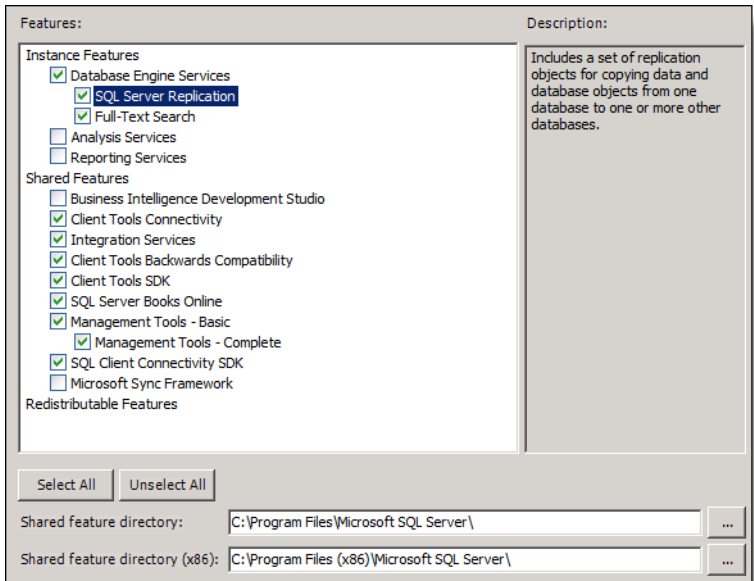 Features:
Description:
Instance Features
Database Engine Services
SQL Server Replication
Full-Text Search
Analysis Services
Reporting Services
Shared Features
Business Intelligence Development Studio
Client Tools Connectivity
Integration Services
Client Tools Backwards Compatibility
Client Tools SDK
SQL Server Books Online
Management Tools - Basic
Management Tools - Complete
SQL Client Connectivity SDK
Microsoft Sync Framework
Redistributable Features
Includes a set of replication
objects for copying data and
database objects from one
database to one or more other
databases.
Select All
Unselect All
Shared feature directory:
C:\Program Files\Microsoft SQL Server\
...
Shared feature directory (x86):
C:\Program Files (x86)\Microsoft SQL Server\
...